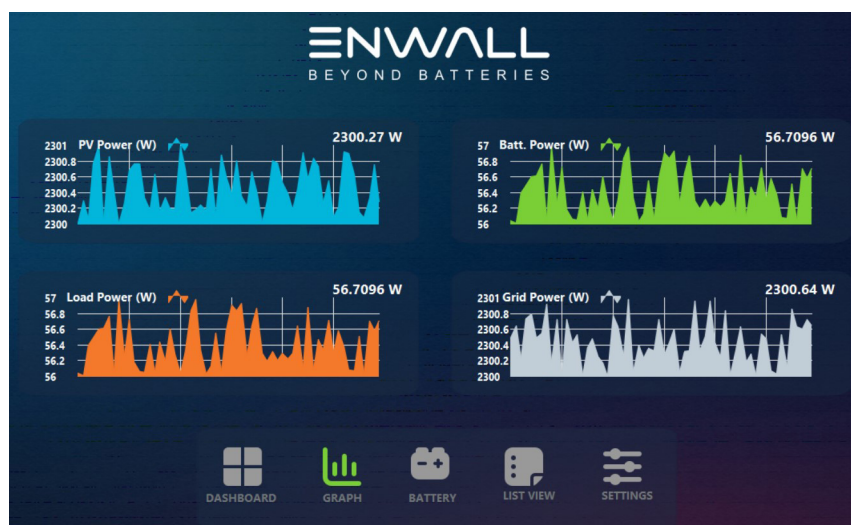 ENWALL
BEYOND BATTERIES
PV Power (W)
2300.27 W
2301
2300.8
2300.6
2300.4
2300.2
2300
Batt. Power (W)
56.7096 W
57
56.8
56.6
56.4
56.2
56
Load Power (W)
56.7096 W
57
56.8
56.6
56.4
56.2
56
Grid Power (W)
2300.64 W
2301
2300.8
2300.6
2300.4
2300.2
2300
DASHBOARD
GRAPH
BATTERY
LIST VIEW
SETTINGS